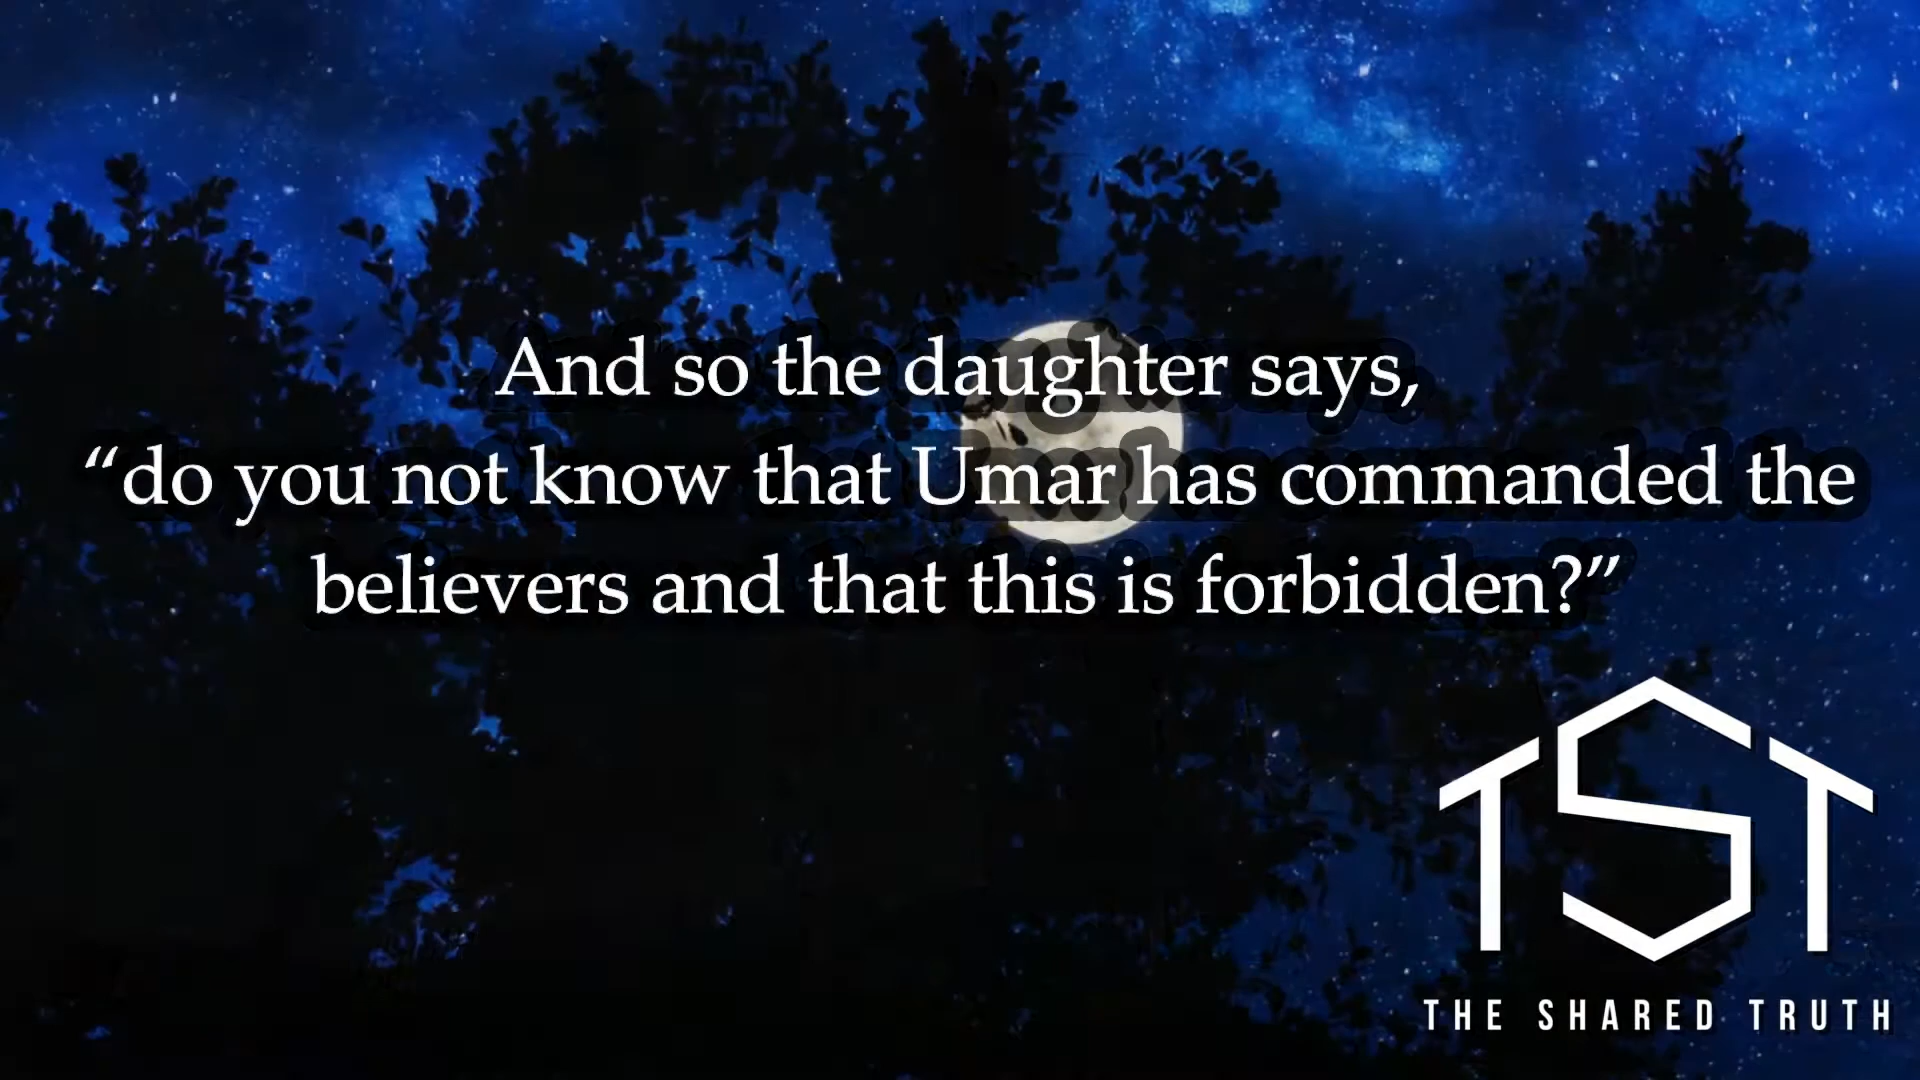 And so the daughter says,
“do you not know that Umar has commanded the
believers and that this is forbidden?”
TST
THE SHARED TRUTH